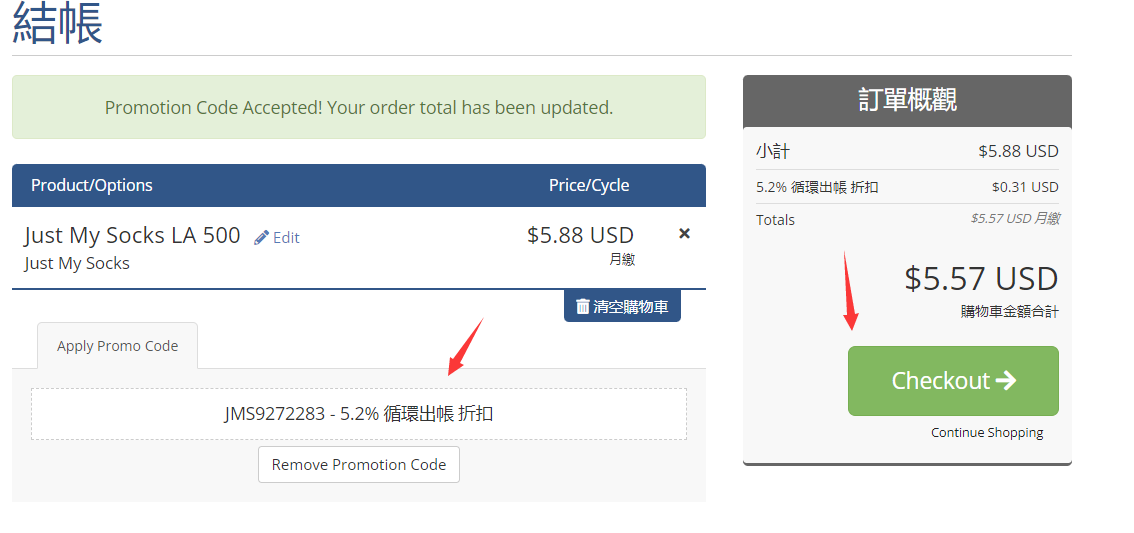 結帳
Promotion Code Accepted! Your order total has been updated.
Product/Options Price/Cycle
Just My Socks LA 500 Edit $5.88 USD ×
Just My Socks 月繳
清空購物車
Apply Promo Code
JMS9272283 - 5.2% 循環出帳 折扣
Remove Promotion Code
訂單概觀
小計 $5.88 USD
5.2% 循環出帳 折扣 $0.31 USD
Totals $5.57 USD 月繳
$5.57 USD
購物車金額合計
Checkout
Continue Shopping